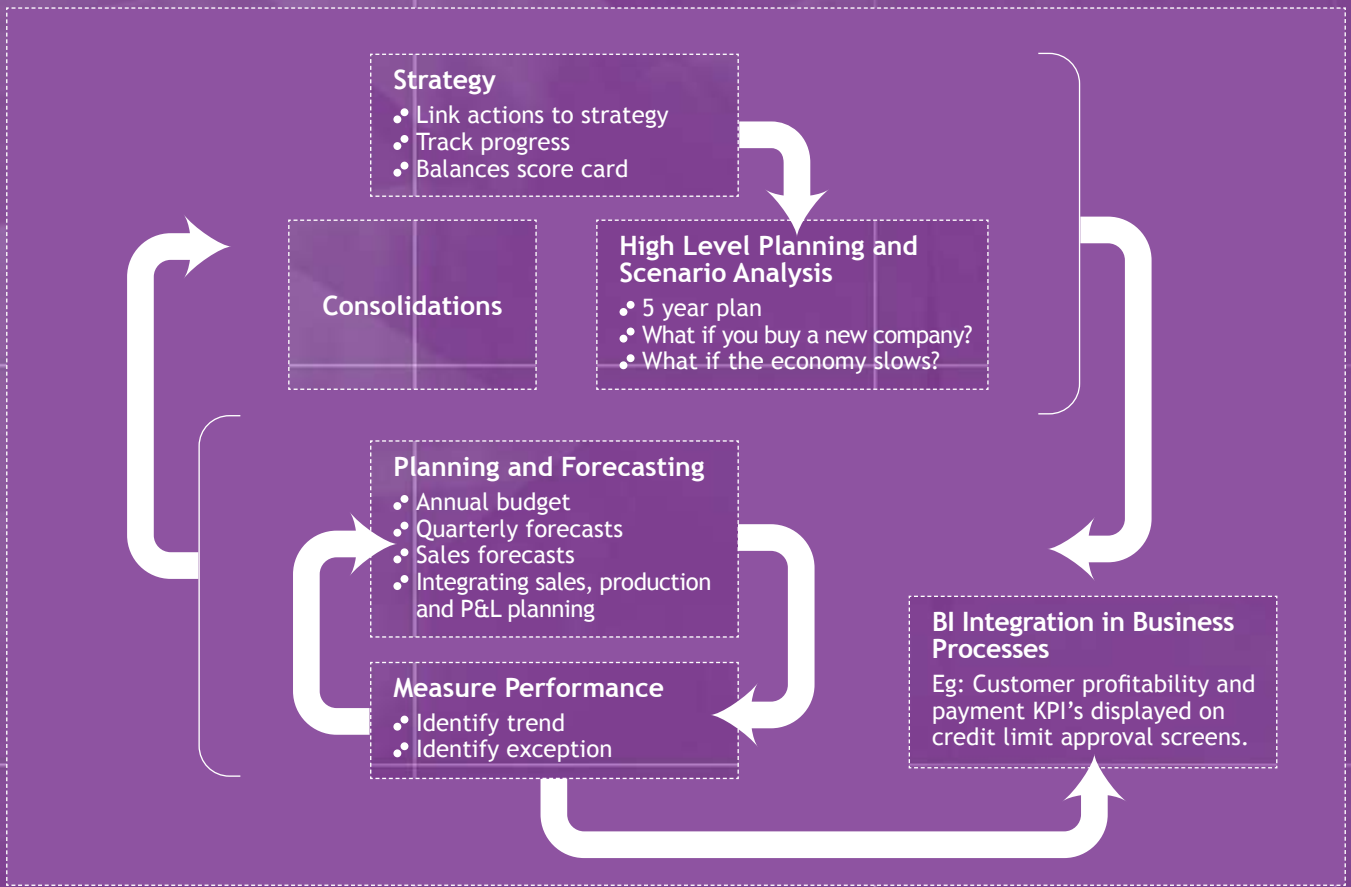 Strategy
Link actions to strategy
Track progress
Balances score card
Consolidations
High Level Planning and
Scenario Analysis
5 year plan
What if you buy a new company?
What if the economy slows?
Planning and Forecasting
Annual budget
Quarterly forecasts
Sales forecasts
Integrating sales, production
and P&L planning
Measure Performance
Identify trend
Identify exception
BI Integration in Business
Processes
Eg: Customer profitability and
payment KPI’s displayed on
credit limit approval screens.